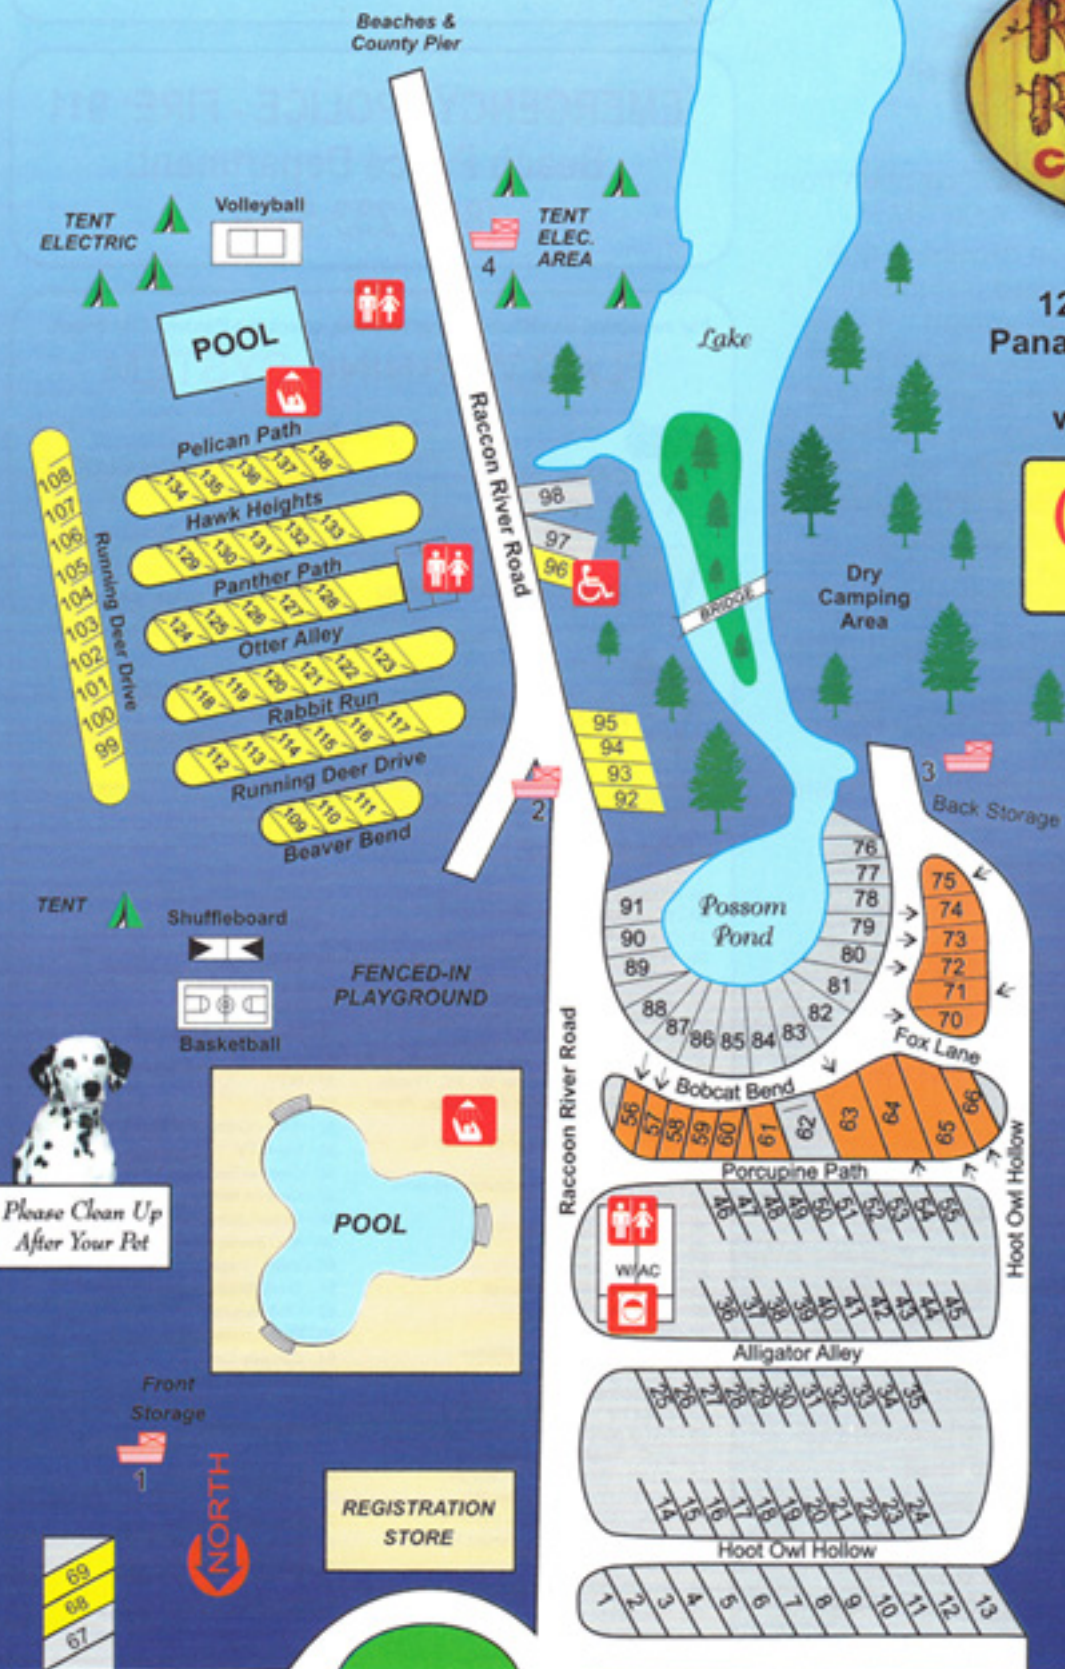 Beaches &
County Pier
TENT
ELECTRIC
Volleyball
TENT
ELEC.
AREA
4
POOL
Lake
12
Pana
Raccon River Road
Pelican Path
134 135 136 137 138
Hawk Heights
129 130 131 132 133
Panther Path
124 125 126 127 128
Otter Alley
118 119 120 121 122 123
Rabbit Run
112 113 114 115 116 117
Running Deer Drive
109 110 111
Beaver Bend
108
107
106
105
104
103
102
101
100
99
Running Deer Drive
98
97
96
BRIDGE
Dry
Camping
Area
95
94
93
92
2
3
Back Storage
76
77
78
79
80
81
82
83
84
85
86
87
88
89
90
91
Possom
Pond
75
74
73
72
71
70
Fox Lane
TENT
Shuffleboard
FENCED-IN
PLAYGROUND
Basketball
Raccoon River Road
Bobcat Bend
56 57 58 59 60 61 62 63 64 65 66
Porcupine Path
Hoot Owl Hollow
46 47 48 49 50 51 52 53 54 55
W/AC
36 37 38 39 40 41 42 43 44 45
Alligator Alley
25 26 27 28 29 30 31 32 33 34 35
14 15 16 17 18 19 20 21 22 23 24
Hoot Owl Hollow
1 2 3 4 5 6 7 8 9 10 11 12 13
Please Clean Up
After Your Pet
POOL
Front
Storage
1
NORTH
REGISTRATION
STORE
69
68
67